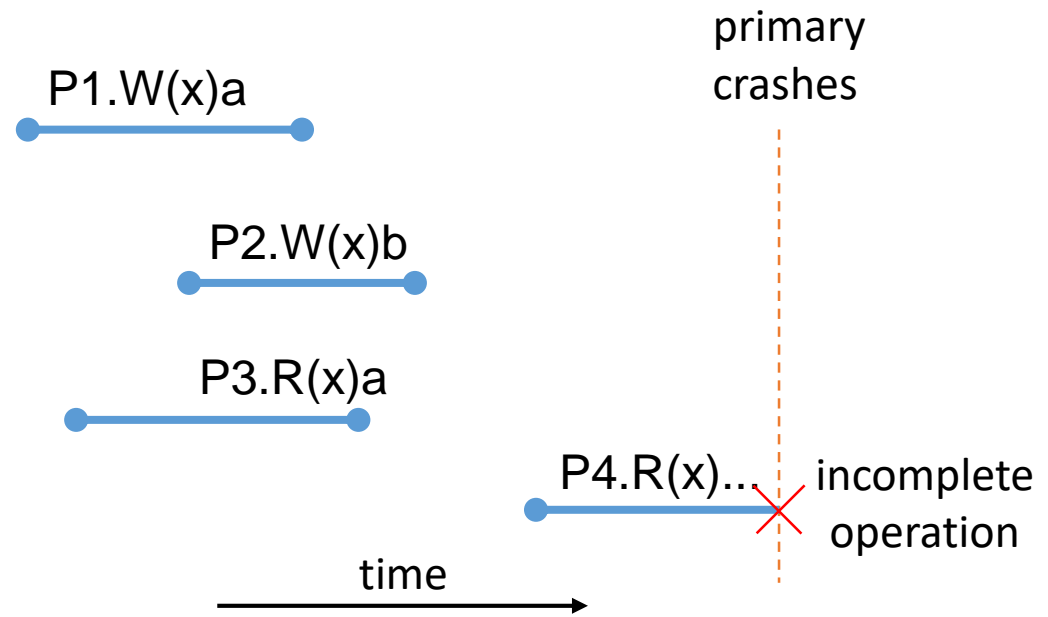 primary
crashes
P1.W(x)a
P2.W(x)b
P3.R(x)a
P4.R(x)...
incomplete
operation
time